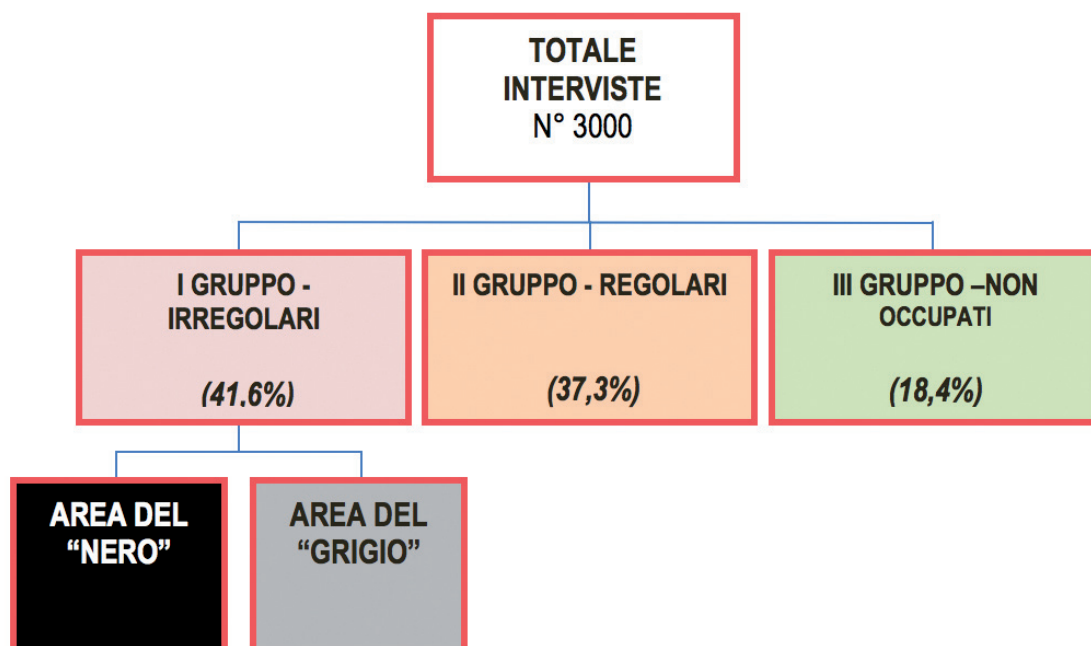 TOTALE
INTERVISTE
N° 3000
I GRUPPO -
IRREGOLARI
(41,6%)
II GRUPPO - REGOLARI
(37,3%)
III GRUPPO –NON
OCCUPATI
(18,4%)
AREA DEL
“NERO”
AREA DEL
“GRIGIO”